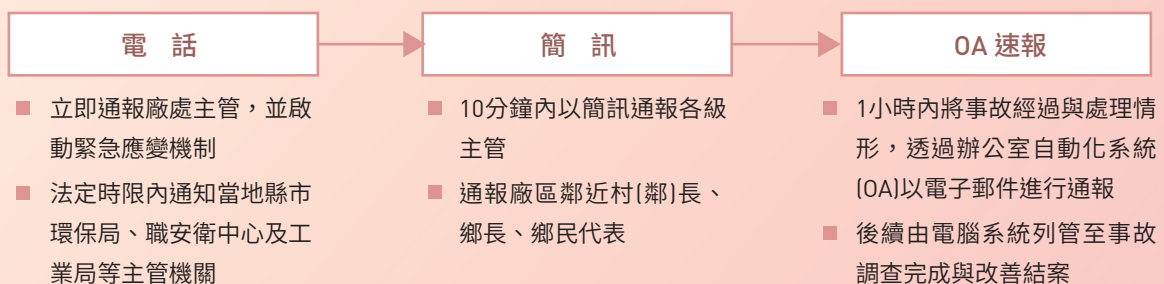 電 話
立即通報廠處主管，並啟
動緊急應變機制
法定時限內通知當地縣市
環保局、職安衛中心及工
業局等主管機關
簡 訊
10分鐘內以簡訊通報各級
主管
通報廠區鄰近村(鄰)長、
鄉長、鄉民代表
OA 速報
1小時內將事故經過與處理情
形，透過辦公室自動化系統
(OA)以電子郵件進行通報
後續由電腦系統列管至事故
調查完成與改善結案